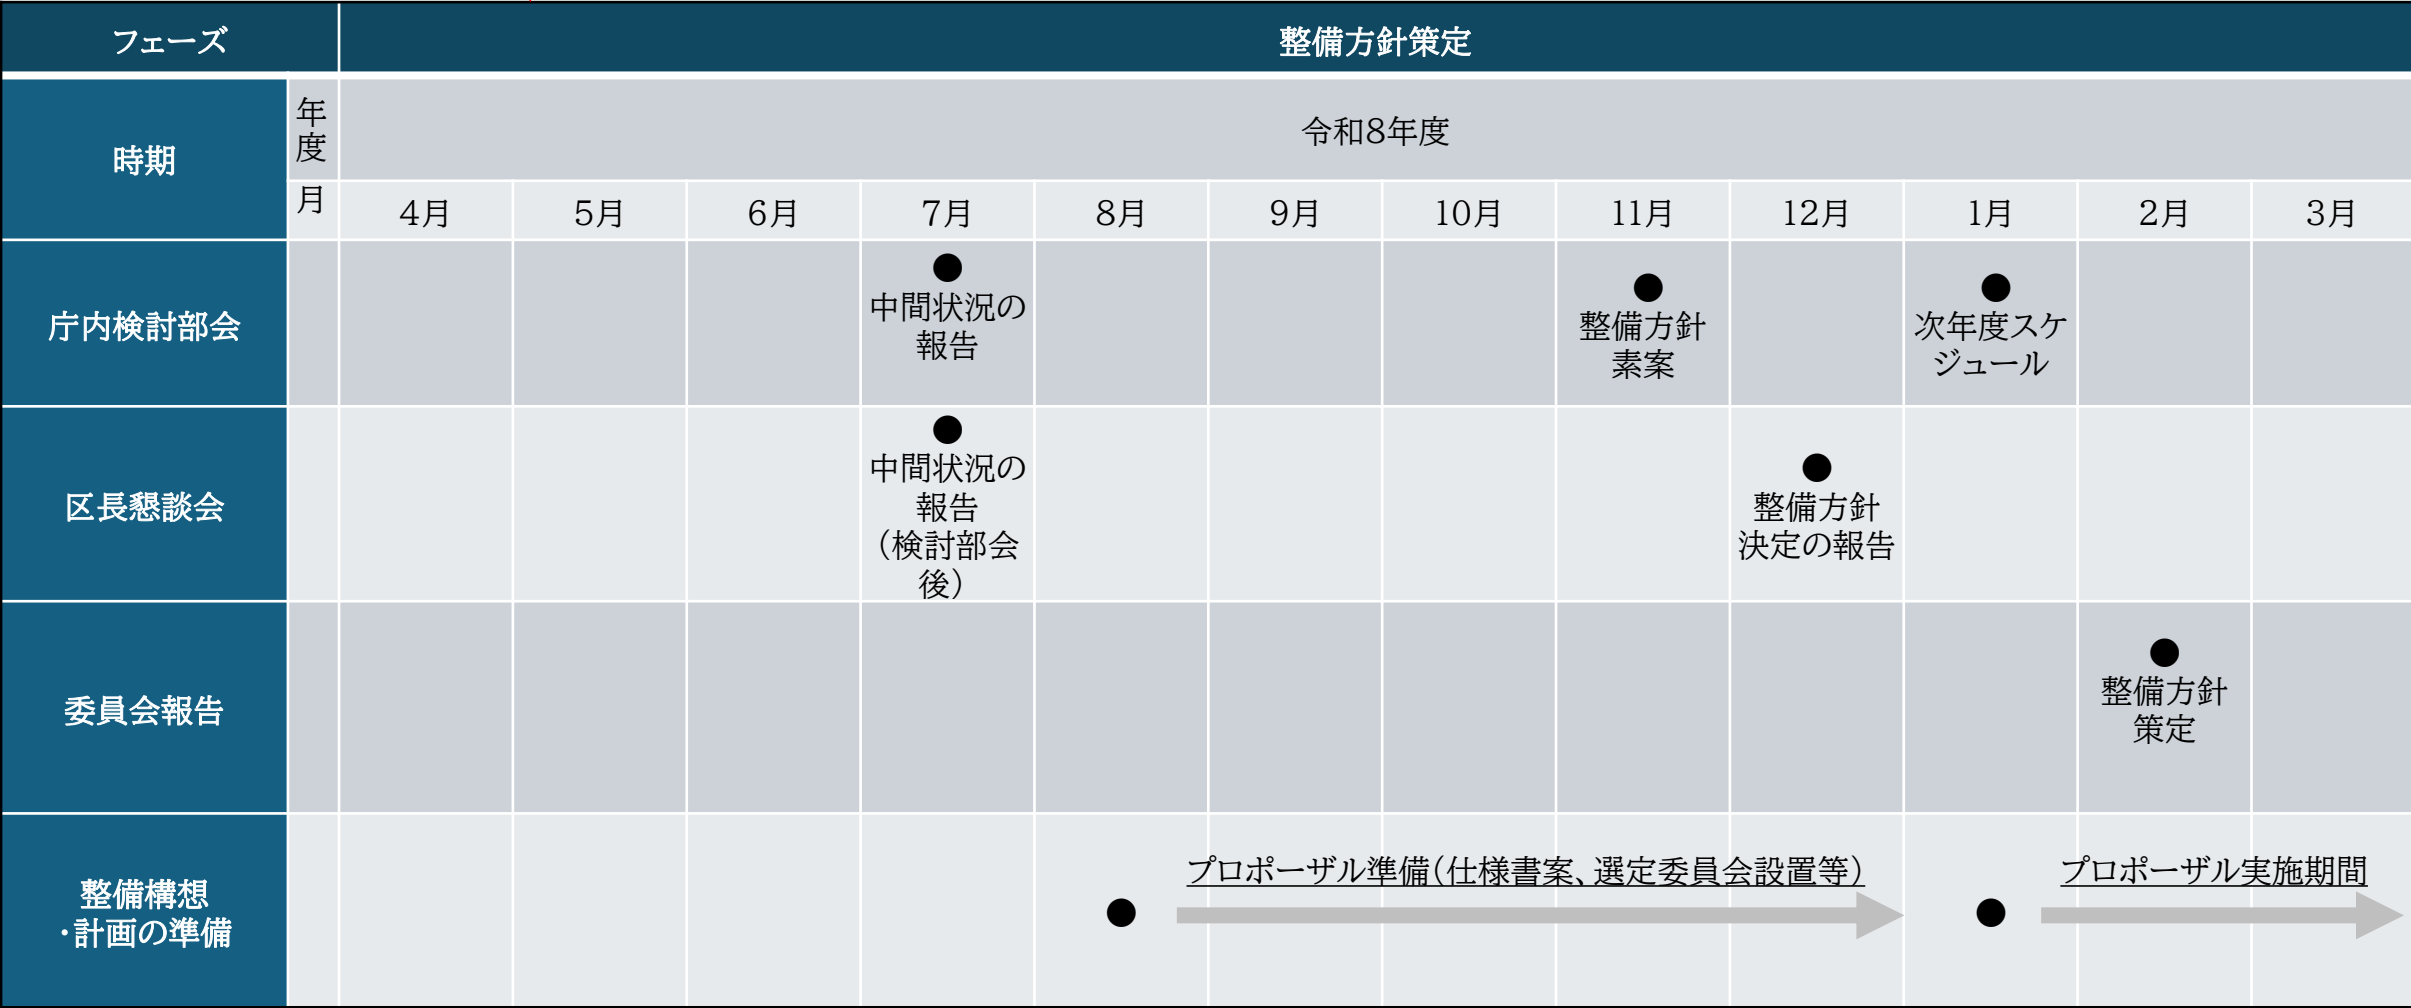 フェーズ
整備方針策定
時期
年
度
令和8年度
月
4月
5月
6月
7月
8月
9月
10月
11月
12月
1月
2月
3月
庁内検討部会
●
中間状況の
報告
●
整備方針
素案
●
次年度スケ
ジュール
区長懇談会
●
中間状況の
報告
（検討部会
後）
●
整備方針
決定の報告
委員会報告
●
整備方針
策定
整備構想
・計画の準備
●
プロポーザル準備（仕様書案、選定委員会設置等）
●
プロポーザル実施期間